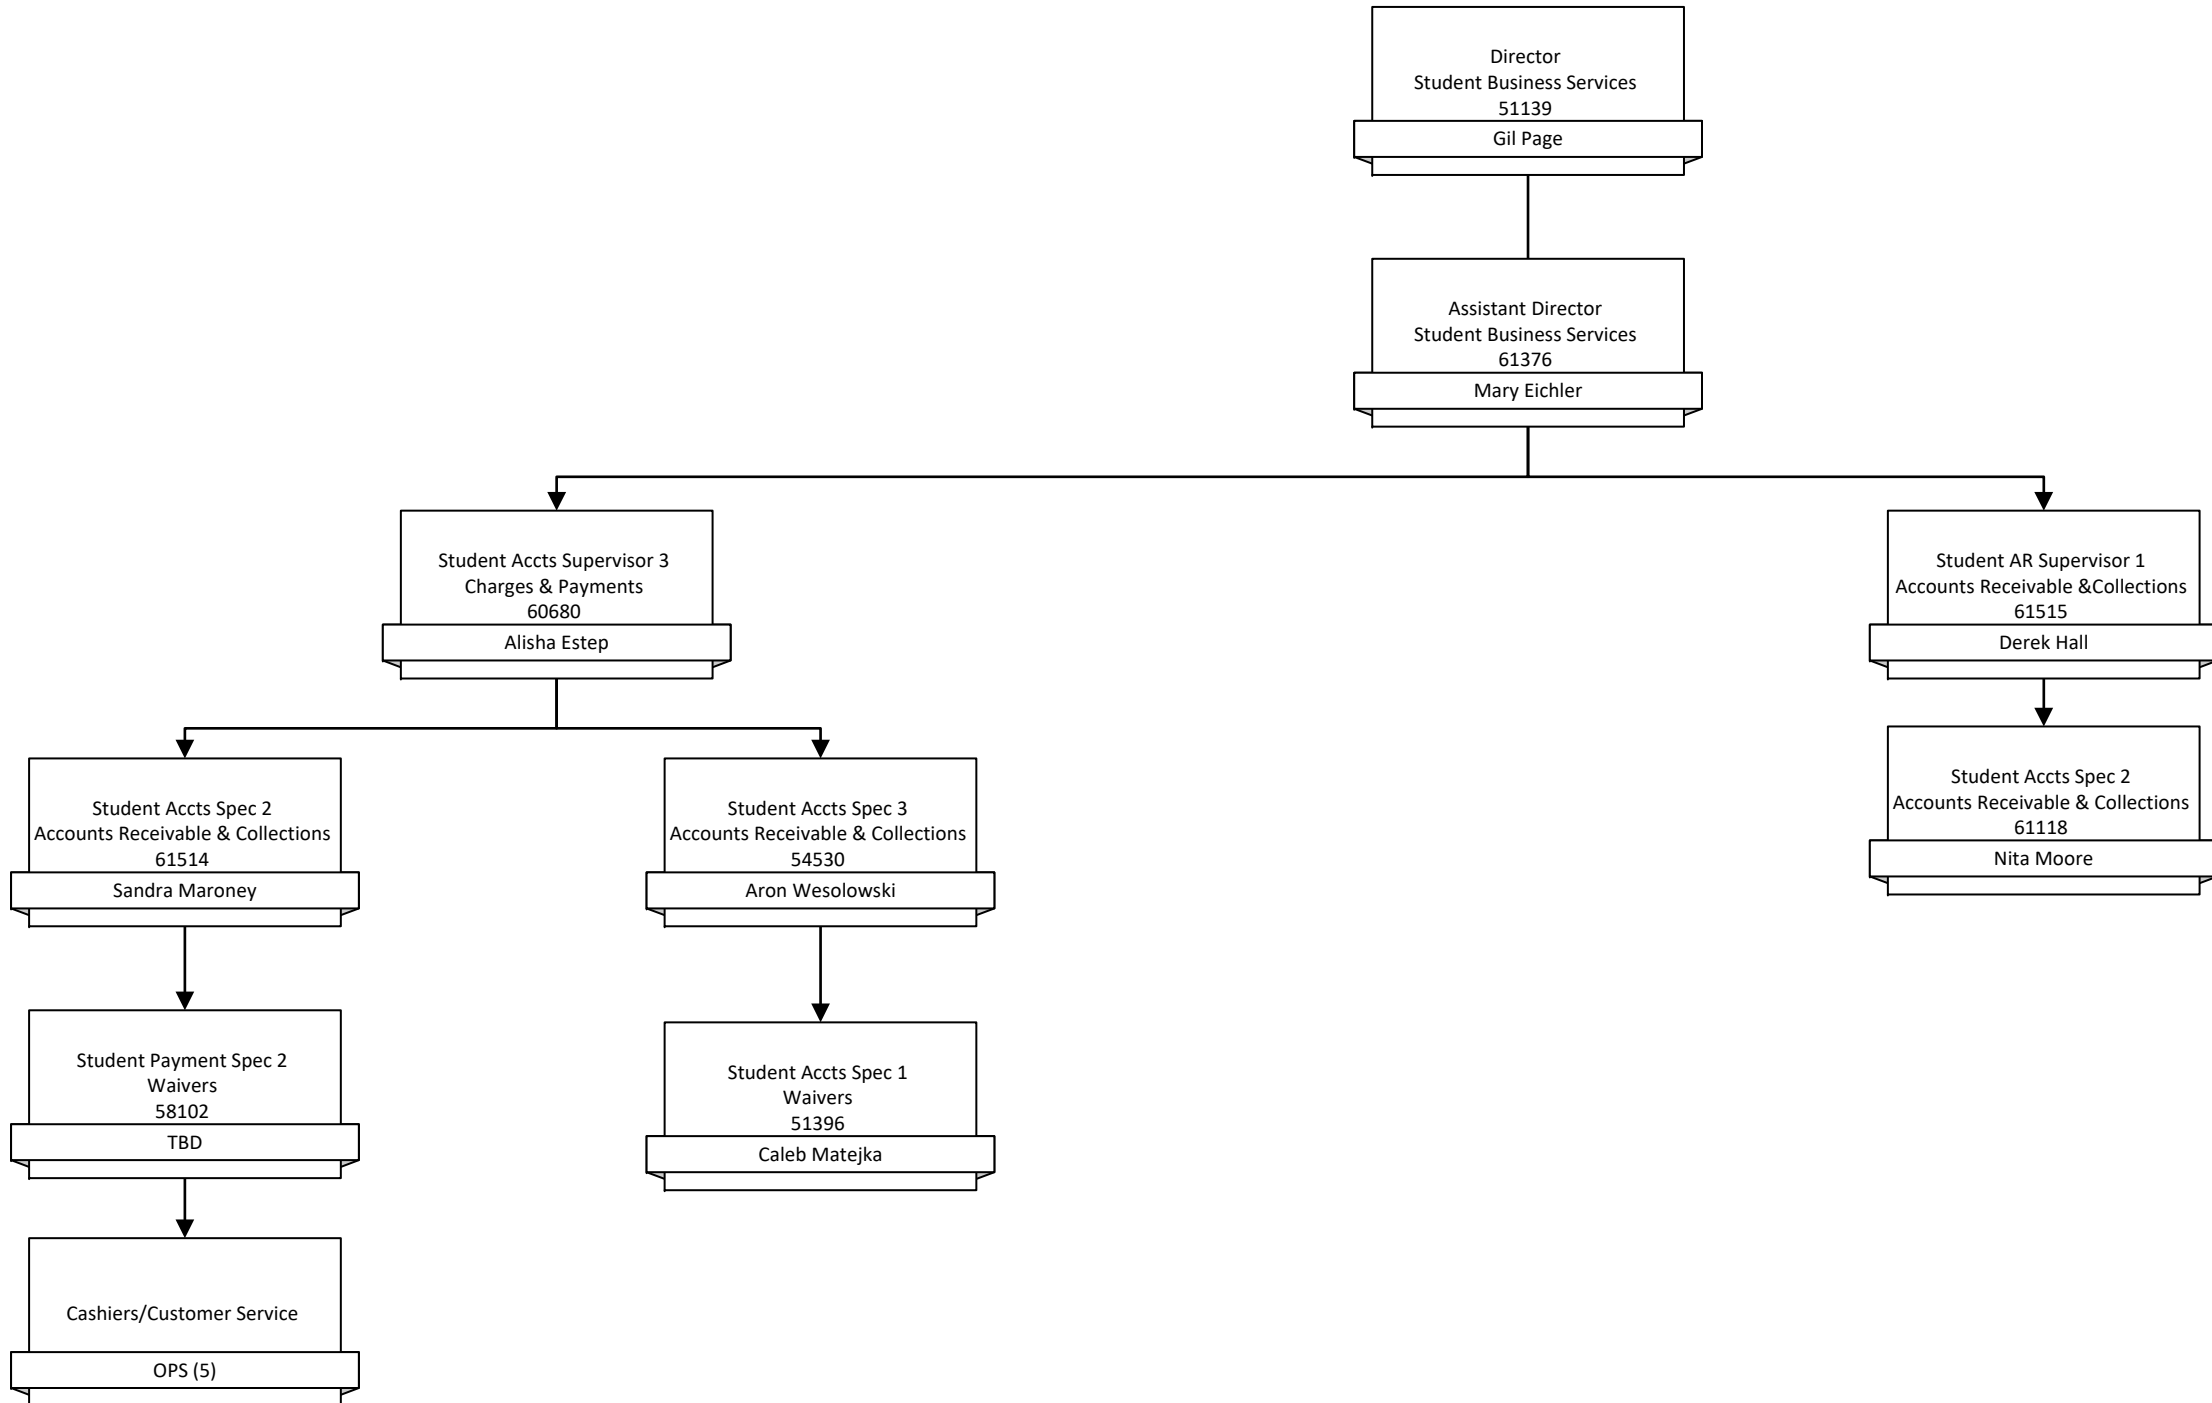 Director
Student Business Services
51139
Gil Page
Assistant Director
Student Business Services
61376
Mary Eichler
Student Accts Supervisor 3
Charges & Payments
60680
Alisha Estep
Student AR Supervisor 1
Accounts Receivable &Collections
61515
Derek Hall
Student Accts Spec 2
Accounts Receivable & Collections
61514
Sandra Maroney
Student Accts Spec 3
Accounts Receivable & Collections
54530
Aron Wesolowski
Student Accts Spec 2
Accounts Receivable & Collections
61118
Nita Moore
Student Payment Spec 2
Waivers
58102
TBD
Student Accts Spec 1
Waivers
51396
Caleb Matejka
Cashiers/Customer Service
OPS (5)